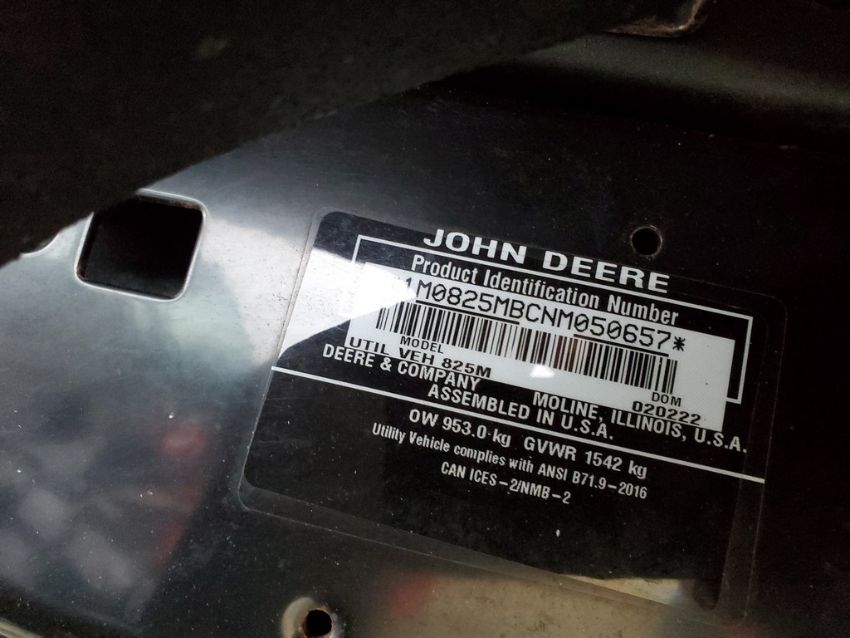 JOHN DEERE
Product Identification Number
1M0825MBCNM050657*
MODEL
UTIL VEH 825M
DOM
020222
DEERE & COMPANY MOLINE, ILLINOIS, U.S.A.
ASSEMBLED IN U.S.A.
OW 953.0 kg GVWR 1542 kg
Utility Vehicle complies with ANSI B71.9-2016
CAN ICES-2/NMB-2